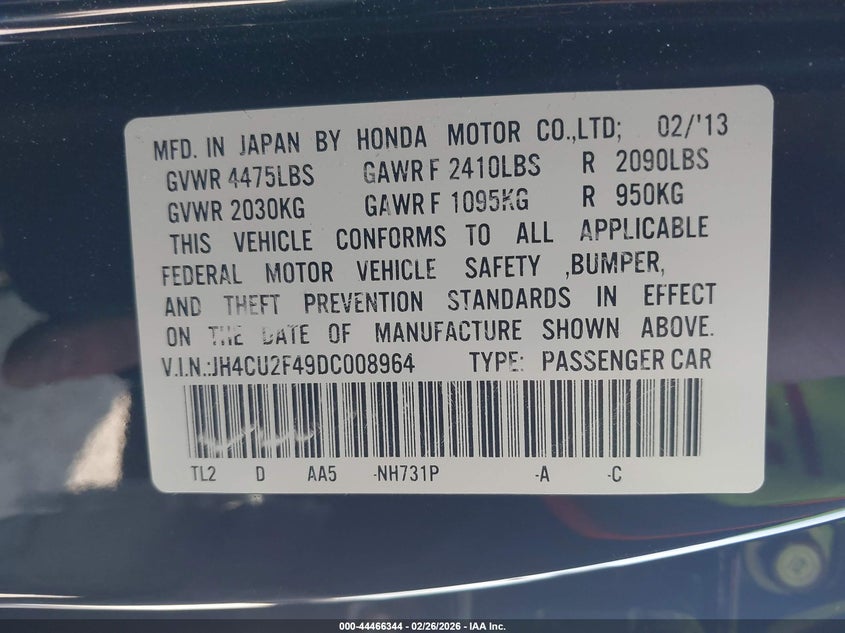 MFD. IN JAPAN BY HONDA MOTOR CO.,LTD; 02/'13
GVWR 4475LBS GAWR F 2410LBS R 2090LBS
GVWR 2030KG GAWR F 1095KG R 950KG
THIS VEHICLE CONFORMS TO ALL APPLICABLE
FEDERAL MOTOR VEHICLE SAFETY ,BUMPER,
AND THEFT PREVENTION STANDARDS IN EFFECT
ON THE DATE OF MANUFACTURE SHOWN ABOVE.
V.I.N.:JH4CU2F49DC008964 TYPE: PASSENGER CAR
TL2 D AA5 -NH731P -A -C
000-44466344 - 02/26/2026 - IAA Inc.